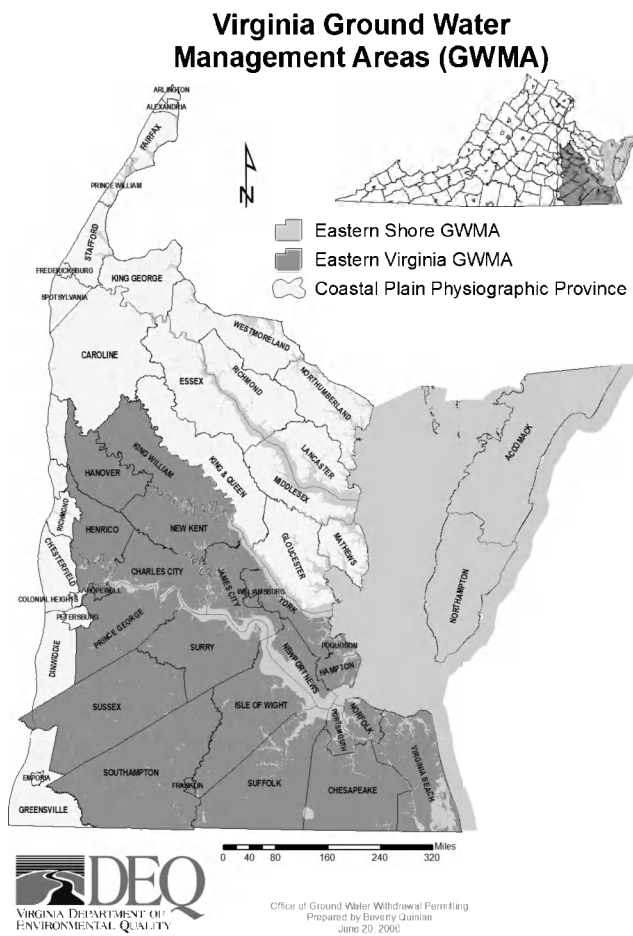 Virginia Ground Water
Management Areas (GWMA)
ARLINGTON
ALEXANDRIA
FAIRFAX
PRINCE WILLIAM
STAFFORD
FREDERICKSBURG
KING GEORGE
SPOTSYLVANIA
Eastern Shore GWMA
Eastern Virginia GWMA
Coastal Plain Physiographic Province
WESTMORELAND
CAROLINE
ESSEX
RICHMOND
NORTHUMBERLAND
N
ACCOMACK
LANCASTER
HANOVER
KING WILLIAM
KING & QUEEN
MIDDLESEX
RICHMOND
HENRICO
NEW KENT
GLOUCESTER
MATHEWS
CHESTERFIELD
CHARLES CITY
JAMES CITY
WILLIAMSBURG
YORK
NORTHAMPTON
HOPEWELL
COLONIAL HEIGHTS
PETERSBURG
PRINCE GEORGE
DINWIDDIE
SURRY
NEWPORT NEWS
POQUOSON
HAMPTON
SUSSEX
ISLE OF WIGHT
PORTSMOUTH
NORFOLK
VIRGINIA BEACH
SOUTHAMPTON
FRANKLIN
SUFFOLK
CHESAPEAKE
EMPORIA
GREENSVILLE
Miles
0 40 80 160 240 320
DEQ
VIRGINIA DEPARTMENT OF
ENVIRONMENTAL QUALITY
Office of Ground Water Withdrawal Permitting
Prepared by Beverly Quinlan
June 20, 2006